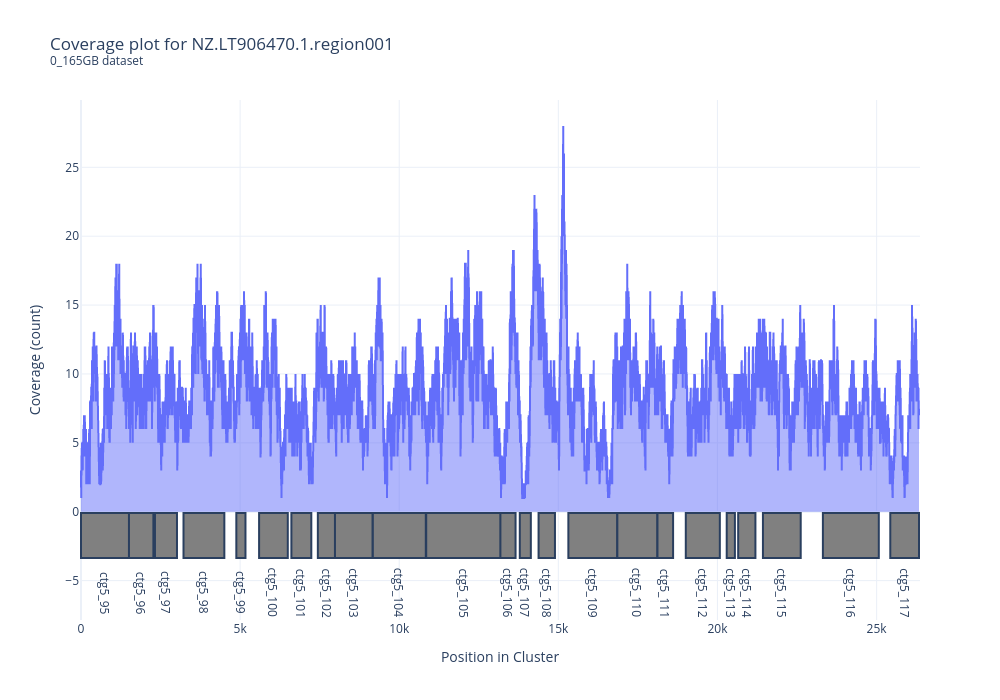 Coverage plot for NZ.LT906470.1.region001
0_165GB dataset
25
20
15
10
5
0
−5
Coverage (count)
ctg5_95
ctg5_96
ctg5_97
ctg5_98
ctg5_99
ctg5_100
ctg5_101
ctg5_102
ctg5_103
ctg5_104
ctg5_105
ctg5_106
ctg5_107
ctg5_108
ctg5_109
ctg5_110
ctg5_111
ctg5_112
ctg5_113
ctg5_114
ctg5_115
ctg5_116
ctg5_117
0
5k
10k
15k
20k
25k
Position in Cluster